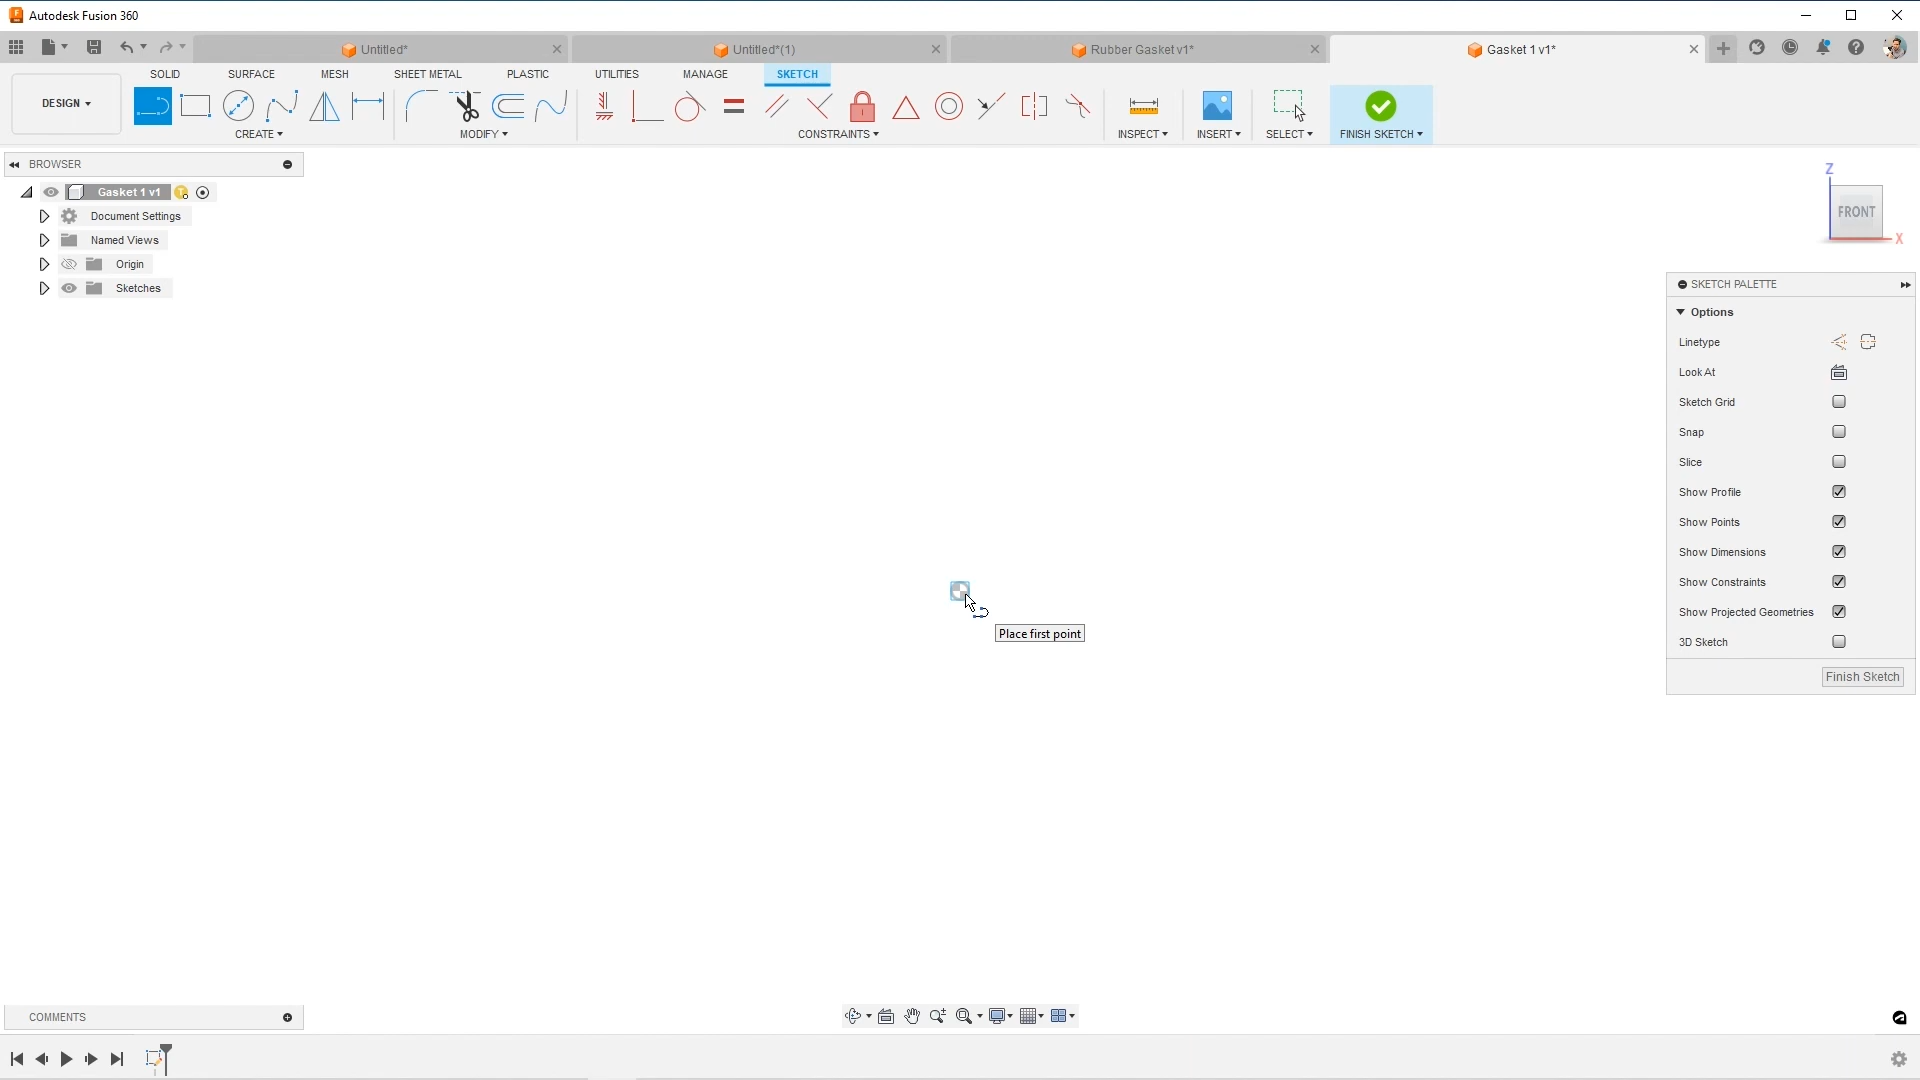 Autodesk Fusion 360
Untitled*
Untitled*(1)
Rubber Gasket v1*
Gasket 1 v1*
DESIGN
SOLID
SURFACE
MESH
SHEET METAL
PLASTIC
UTILITIES
MANAGE
SKETCH
CREATE
MODIFY
CONSTRAINTS
INSPECT
INSERT
SELECT
FINISH SKETCH
BROWSER
Gasket 1 v1
Document Settings
Named Views
Origin
Sketches
Z
FRONT
X
SKETCH PALETTE
Options
Linetype
Look At
Sketch Grid
Snap
Slice
Show Profile
Show Points
Show Dimensions
Show Constraints
Show Projected Geometries
3D Sketch
Finish Sketch
Place first point
COMMENTS